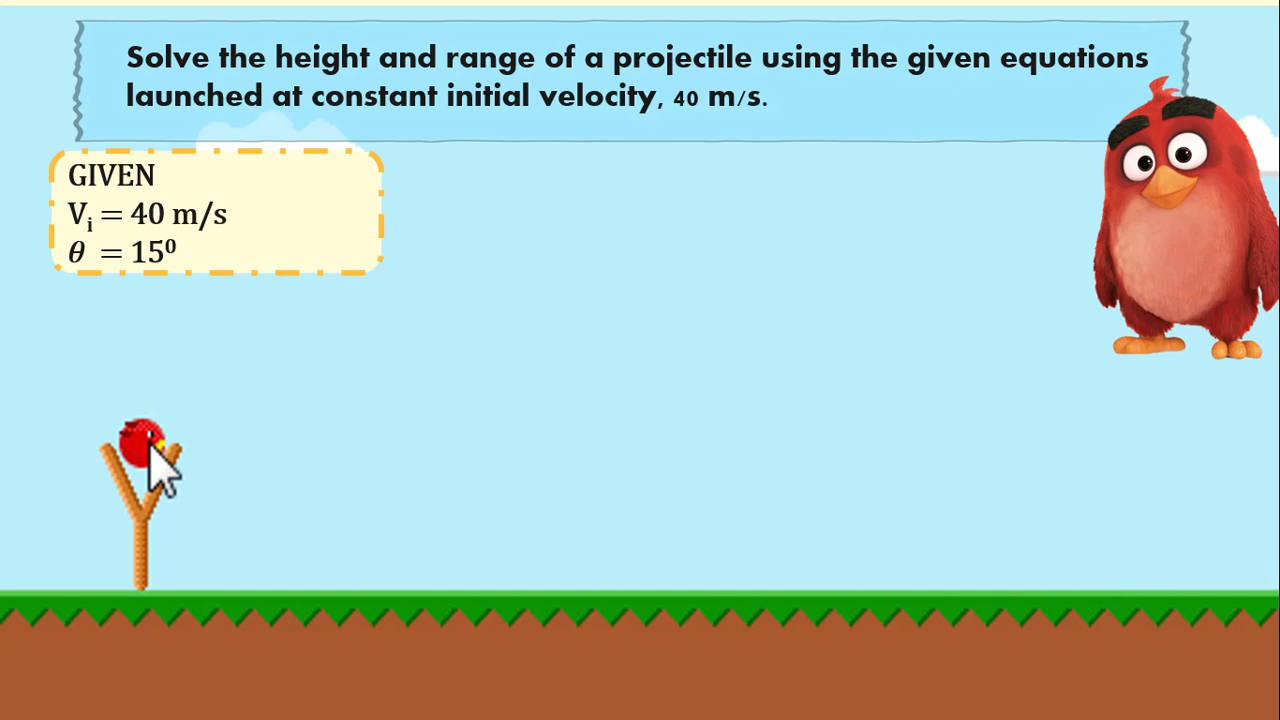 Solve the height and range of a projectile using the given equations
launched at constant initial velocity, 40 m/s.
GIVEN
Vᵢ = 40 m/s
θ = 15⁰